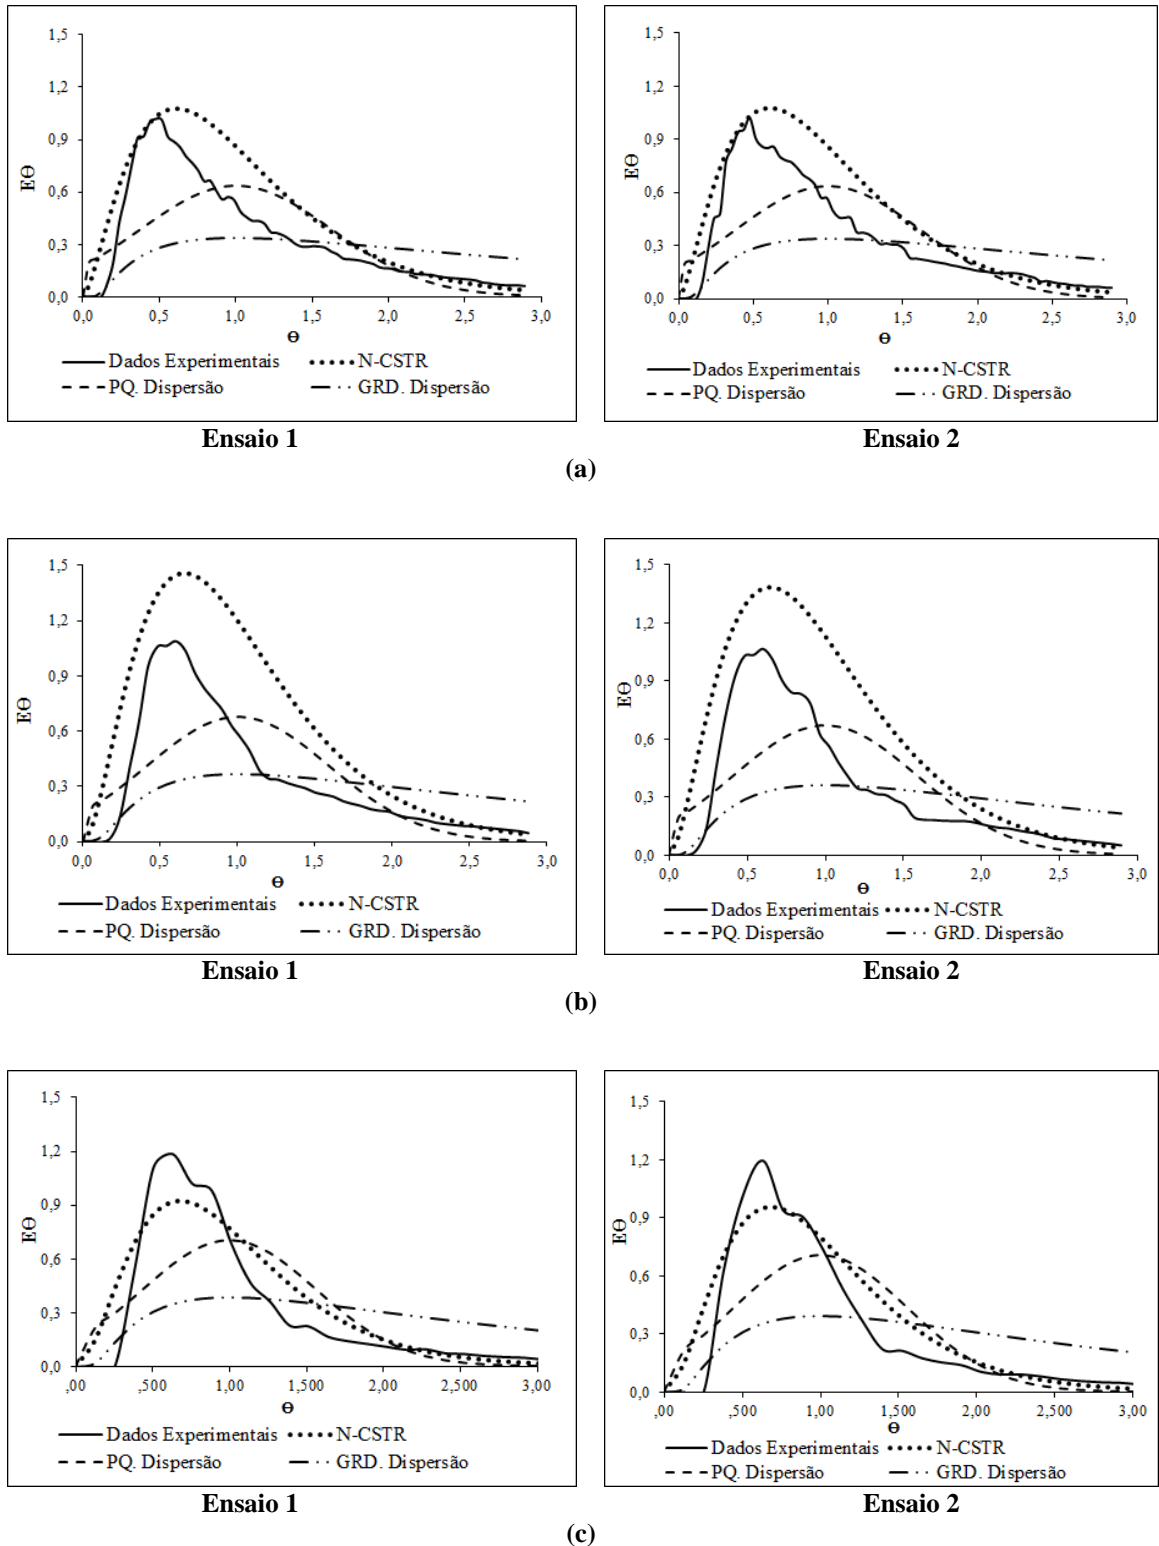 1,5
1,2
0,9
0,6
0,3
0,0
EΘ
0,0 0,5 1,0 1,5 2,0 2,5 3,0
Θ
Dados Experimentais N-CSTR
PQ. Dispersão GRD. Dispersão
Ensaio 1
1,5
1,2
0,9
0,6
0,3
0,0
EΘ
0,0 0,5 1,0 1,5 2,0 2,5 3,0
Θ
Dados Experimentais N-CSTR
PQ. Dispersão GRD. Dispersão
Ensaio 2
(a)
1,5
1,2
0,9
0,6
0,3
0,0
EΘ
0,0 0,5 1,0 1,5 2,0 2,5 3,0
Θ
Dados Experimentais N-CSTR
PQ. Dispersão GRD. Dispersão
Ensaio 1
1,5
1,2
0,9
0,6
0,3
0,0
EΘ
0,0 0,5 1,0 1,5 2,0 2,5 3,0
Θ
Dados Experimentais N-CSTR
PQ. Dispersão GRD. Dispersão
Ensaio 2
(b)
1,5
1,2
0,9
0,6
0,3
0,0
EΘ
,00 ,500 1,00 1,500 2,00 2,500 3,00
Θ
Dados Experimentais N-CSTR
PQ. Dispersão GRD. Dispersão
Ensaio 1
1,5
1,2
0,9
0,6
0,3
0,0
EΘ
,00 ,500 1,00 1,500 2,00 2,500 3,00
Θ
Dados Experimentais N-CSTR
PQ. Dispersão GRD. Dispersão
Ensaio 2
(c)